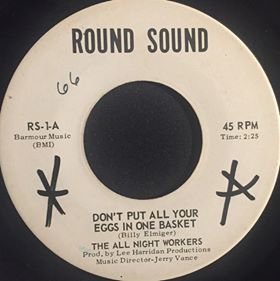 ROUND SOUND
66
RS-1-A
Barmour Music
(BMI)
45 RPM
Time: 2:25
DON'T PUT ALL YOUR
EGGS IN ONE BASKET
(Billy Elmiger)
THE ALL NIGHT WORKERS
Prod. by Lee Harridan Productions
Music Director-Jerry Vance